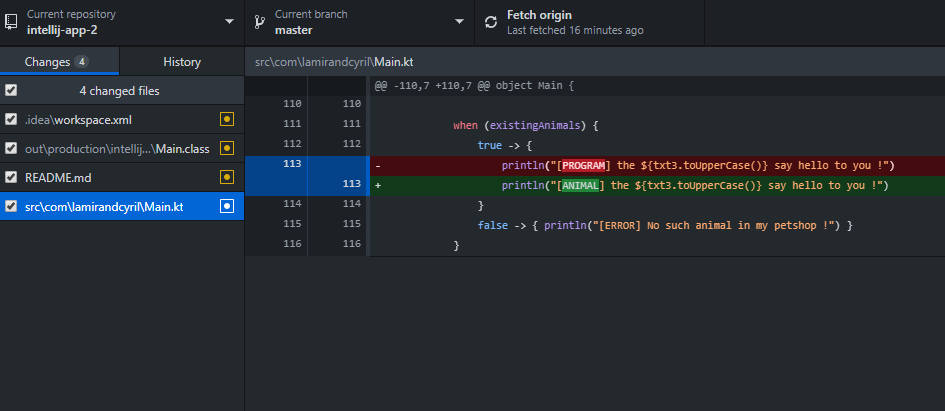 Current repository
intellij-app-2
Current branch
master
Fetch origin
Last fetched 16 minutes ago
Changes 4
History
src\com\lamirandcyril\Main.kt
4 changed files
.idea\workspace.xml
out\production\intellij...\Main.class
README.md
src\com\lamirandcyril\Main.kt
@@ -110,7 +110,7 @@ object Main {
110 110
111 111 when (existingAnimals) {
112 112 true -> {
113 - println("[PROGRAM] the ${txt3.toUpperCase()} say hello to you !")
113 + println("[ANIMAL] the ${txt3.toUpperCase()} say hello to you !")
114 114 }
115 115 false -> { println("[ERROR] No such animal in my petshop !") }
116 116 }